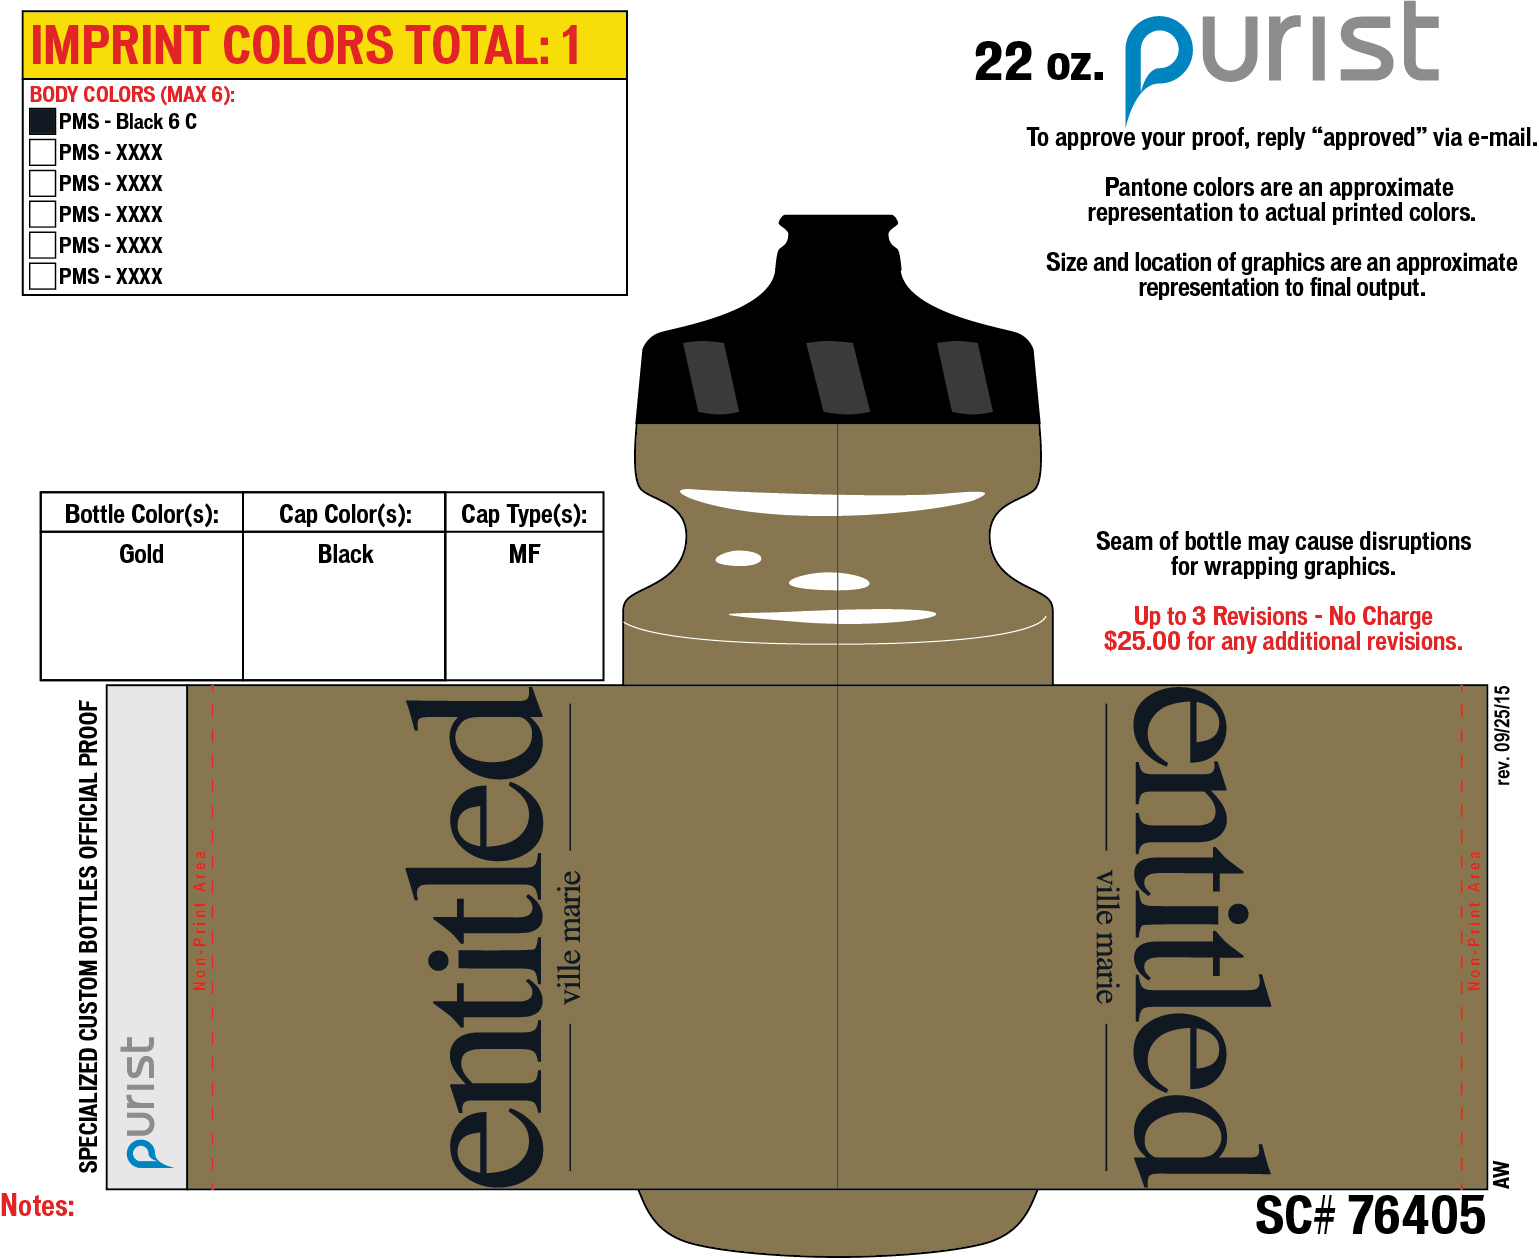 IMPRINT COLORS TOTAL: 1
BODY COLORS (MAX 6):
PMS - Black 6 C
PMS - XXXX
PMS - XXXX
PMS - XXXX
PMS - XXXX
PMS - XXXX
22 oz. purist
To approve your proof, reply “approved” via e-mail.
Pantone colors are an approximate
representation to actual printed colors.
Size and location of graphics are an approximate
representation to final output.
Bottle Color(s): Cap Color(s): Cap Type(s):
Gold Black MF
Seam of bottle may cause disruptions
for wrapping graphics.
Up to 3 Revisions - No Charge
$25.00 for any additional revisions.
SPECIALIZED CUSTOM BOTTLES OFFICIAL PROOF
purist
Non-Print Area
entitled
ville marie
ville marie
entitled
Non-Print Area
rev. 09/25/15
AW
Notes:
SC# 76405